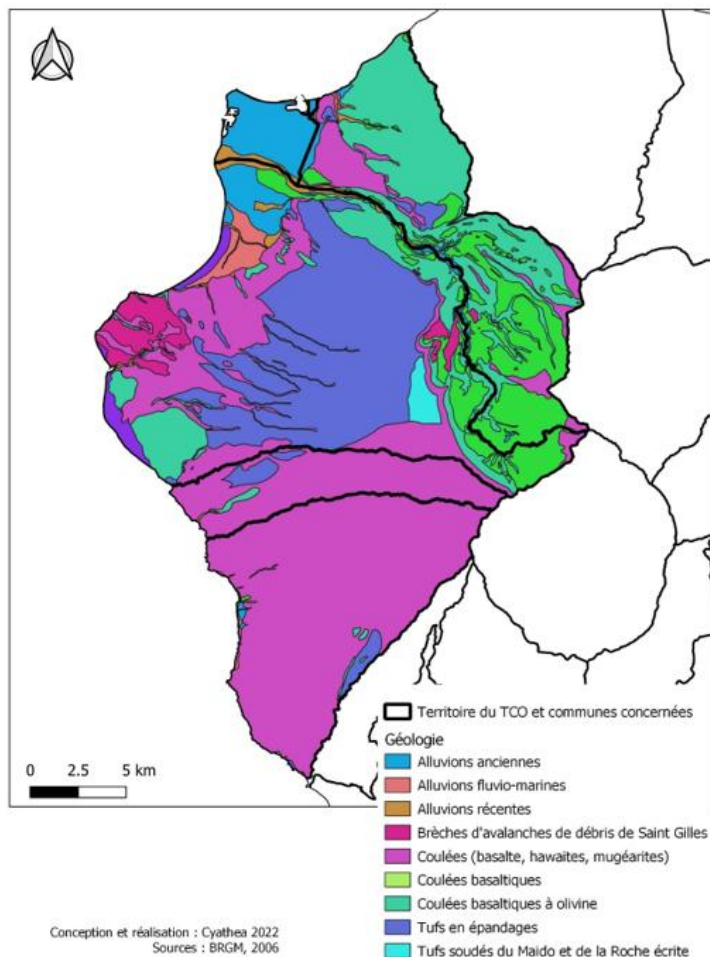 Territoire du TCO et communes concernées
Géologie
Alluvions anciennes
Alluvions fluvio-marines
Alluvions récentes
Brèches d'avalanches de débris de Saint Gilles
Coulées (basalte, hawaites, mugéarites)
Coulées basaltiques
Coulées basaltiques à olivine
Tufs en épandages
Tufs soudés du Maido et de la Roche écrite
0 2.5 5 km
Conception et réalisation : Cyathea 2022
Sources : BRGM, 2006